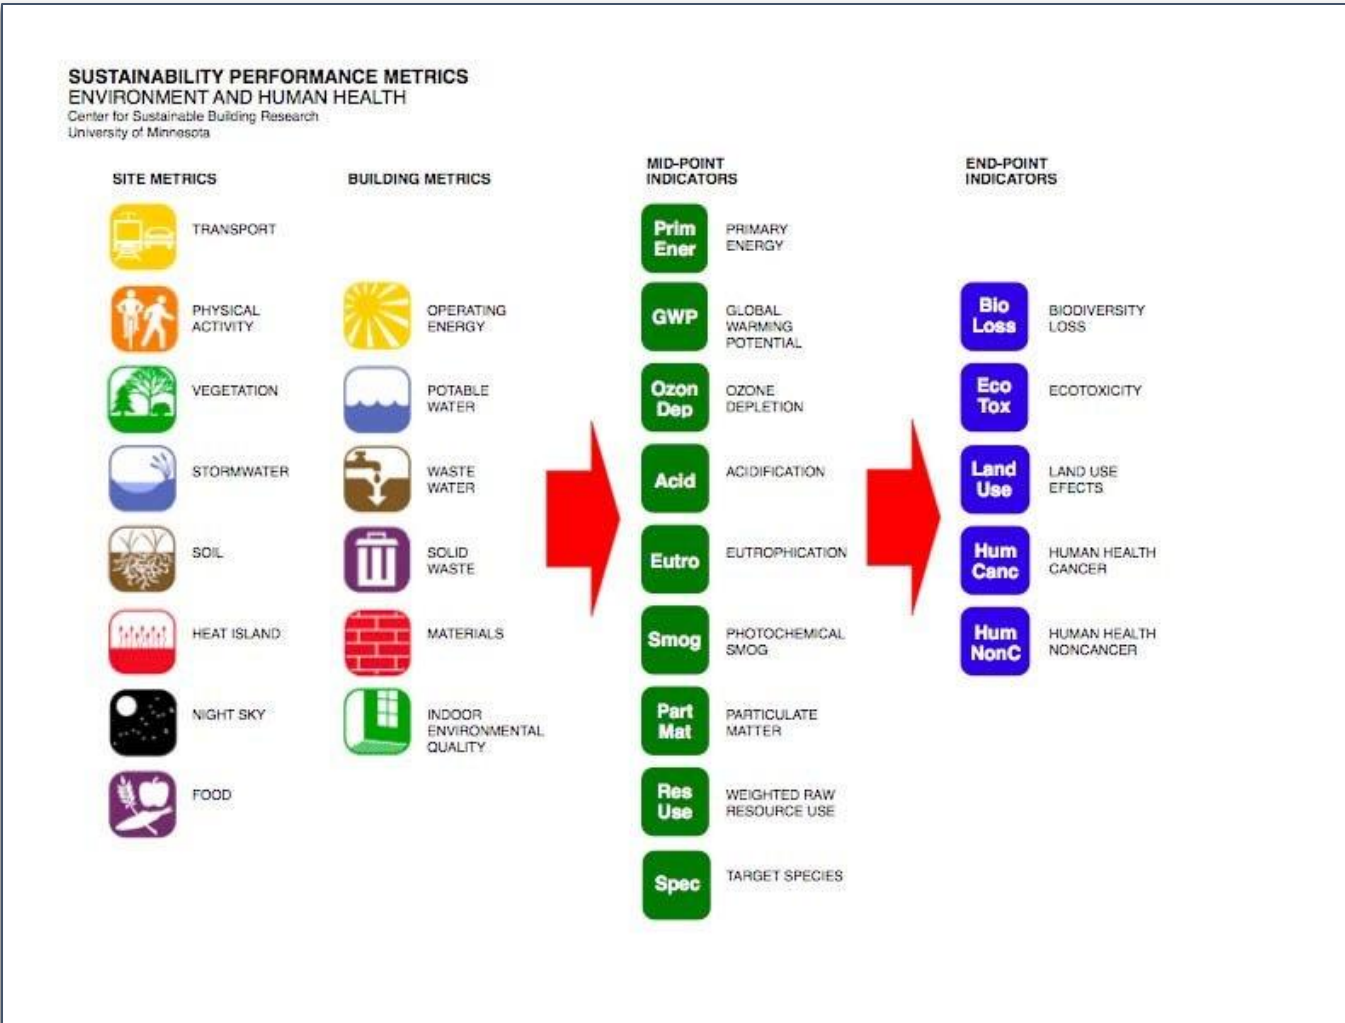 SUSTAINABILITY PERFORMANCE METRICS
ENVIRONMENT AND HUMAN HEALTH
Center for Sustainable Building Research
University of Minnesota
SITE METRICS
TRANSPORT
PHYSICAL
ACTIVITY
VEGETATION
STORMWATER
SOIL
HEAT ISLAND
NIGHT SKY
FOOD
BUILDING METRICS
OPERATING
ENERGY
POTABLE
WATER
WASTE
WATER
SOLID
WASTE
MATERIALS
INDOOR
ENVIRONMENTAL
QUALITY
MID-POINT
INDICATORS
Prim
Ener
PRIMARY
ENERGY
GWP
GLOBAL
WARMING
POTENTIAL
Ozon
Dep
OZONE
DEPLETION
Acid
ACIDIFICATION
Eutro
EUTROPHICATION
Smog
PHOTOCHEMICAL
SMOG
Part
Mat
PARTICULATE
MATTER
Res
Use
WEIGHTED RAW
RESOURCE USE
Spec
TARGET SPECIES
END-POINT
INDICATORS
Bio
Loss
BIODIVERSITY
LOSS
Eco
Tox
ECOTOXICITY
Land
Use
LAND USE
EFFECTS
Hum
Canc
HUMAN HEALTH
CANCER
Hum
NonC
HUMAN HEALTH
NONCANCER